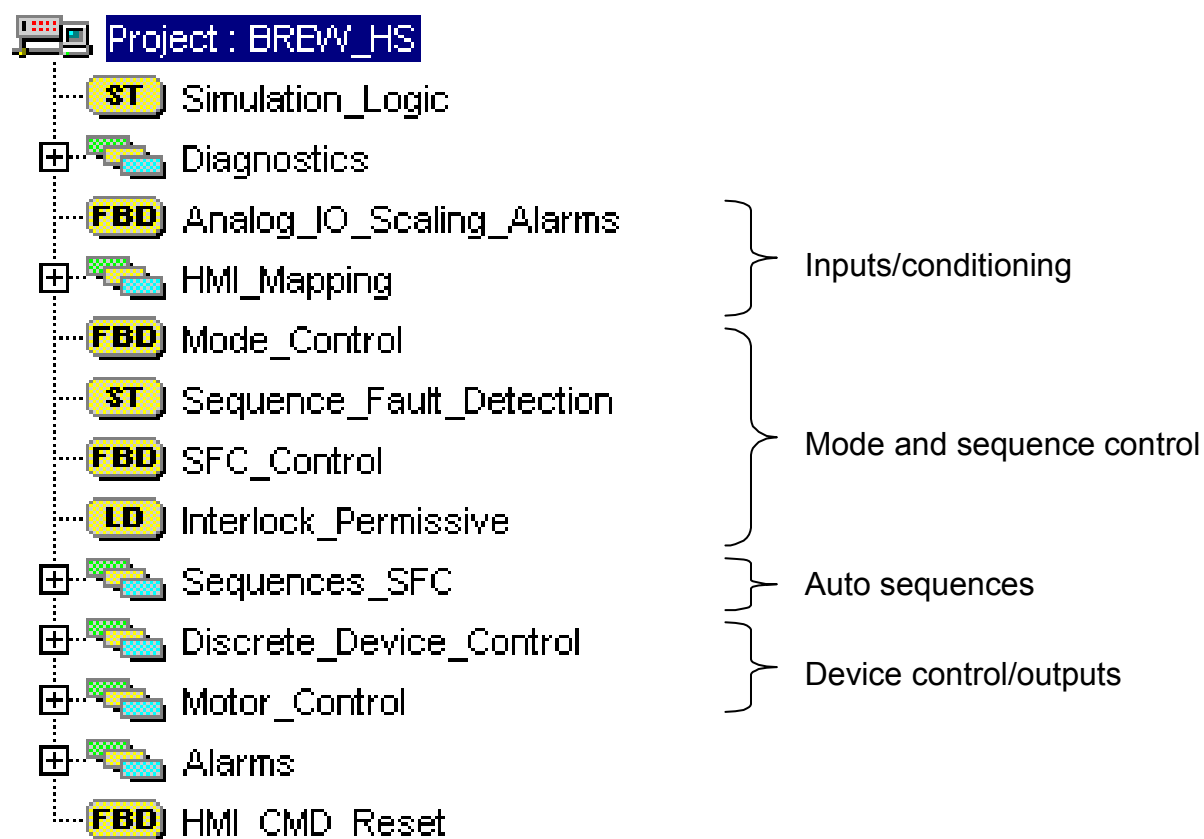 Project : BREW_HS
ST Simulation_Logic
Diagnostics
FBD Analog_IO_Scaling_Alarms
Inputs/conditioning
HMI_Mapping
FBD Mode_Control
ST Sequence_Fault_Detection
Mode and sequence control
FBD SFC_Control
LD Interlock_Permissive
Sequences_SFC Auto sequences
Discrete_Device_Control
Device control/outputs
Motor_Control
Alarms
FBD HMI_CMD_Reset